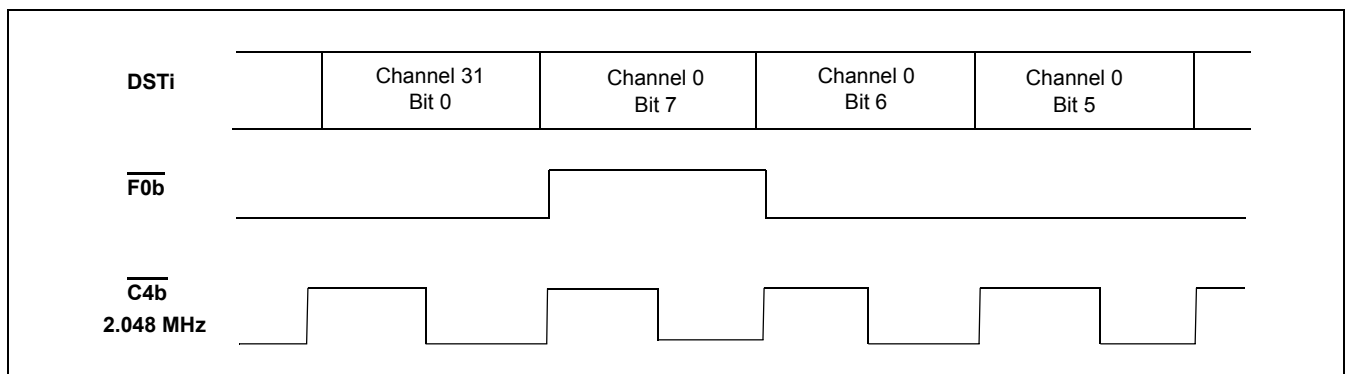 DSTi
Channel 31
Bit 0
Channel 0
Bit 7
Channel 0
Bit 6
Channel 0
Bit 5
F0b
C4b
2.048 MHz